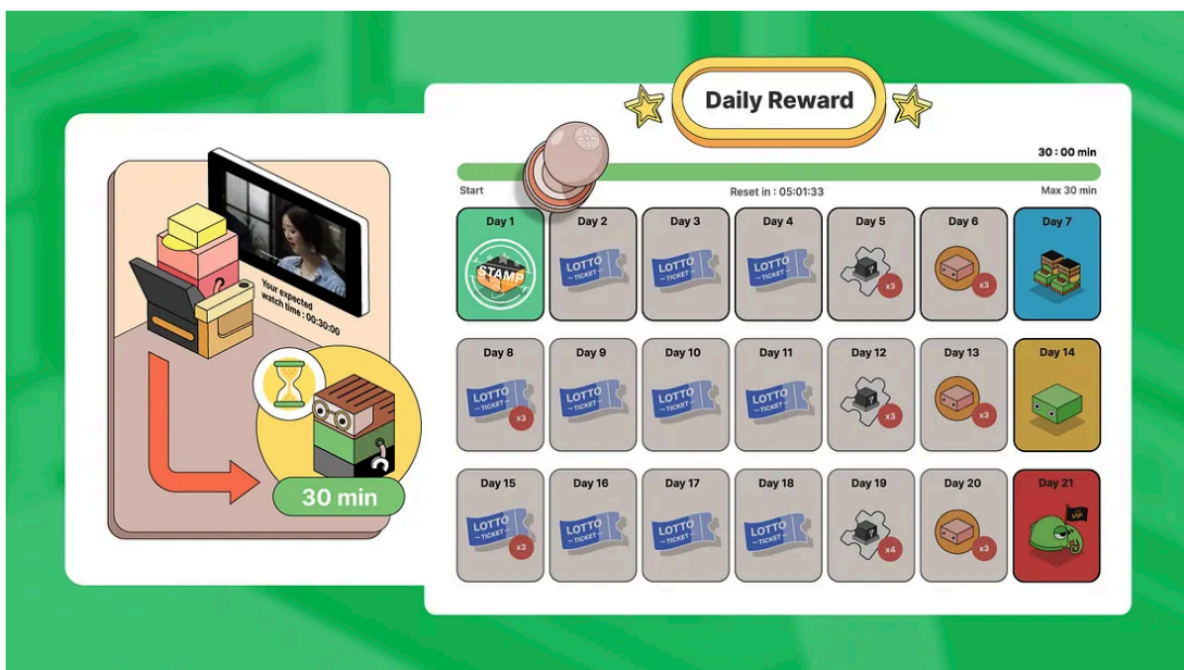 Daily Reward
30 : 00 min
Start
Reset in : 05:01:33
Max 30 min
Your expected
watch time : 00:30:00
30 min
Day 1
STAMP
Day 2
LOTTO
TICKET
Day 3
LOTTO
TICKET
Day 4
LOTTO
TICKET
Day 5
x3
Day 6
x3
Day 7
Day 8
LOTTO
TICKET
x3
Day 9
LOTTO
TICKET
Day 10
LOTTO
TICKET
Day 11
LOTTO
TICKET
Day 12
x3
Day 13
x3
Day 14
Day 15
LOTTO
TICKET
x3
Day 16
LOTTO
TICKET
Day 17
LOTTO
TICKET
Day 18
LOTTO
TICKET
Day 19
x4
Day 20
x3
Day 21
VIP